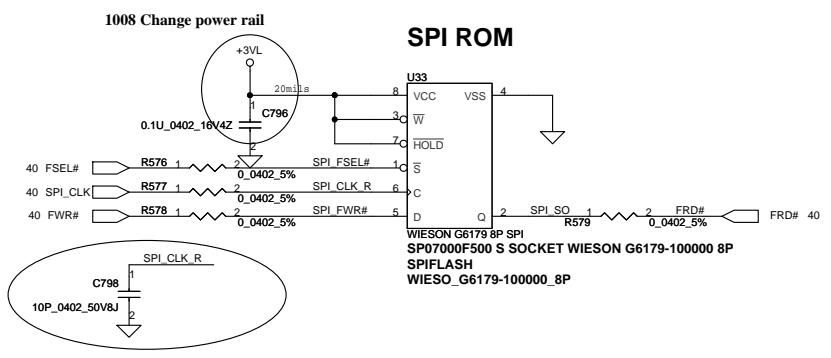 1008 Change power rail
SPI ROM
+3VL
U33
20mils
8 VCC VSS 4
1
C796
3 W
0.1U_0402_16V4Z
2
7 HOLD
40 FSEL# R576 1 2 SPI_FSEL# 1 S
0_0402_5%
40 SPI_CLK R577 1 2 SPI_CLK_R 6 C
0_0402_5%
40 FWR# R578 1 2 SPI_FWR# 5 D Q 2 SPI_SO 1 2 FRD# FRD# 40
0_0402_5% R579 0_0402_5%
WIESON G6179 8P SPI
SP07000F500 S SOCKET WIESON G6179-100000 8P
SPIFLASH
WIESO_G6179-100000_8P
SPI_CLK_R
1
C798
10P_0402_50V8J
2